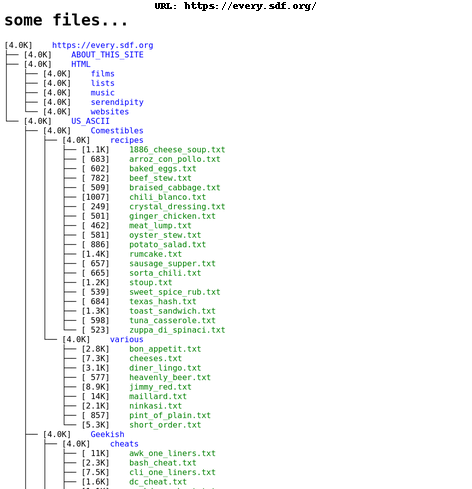 URL: https://every.sdf.org/
some files...
[4.0K]    https://every.sdf.org
├── [4.0K]    ABOUT_THIS_SITE
├── [4.0K]    HTML
│   ├── [4.0K]    films
│   ├── [4.0K]    lists
│   ├── [4.0K]    music
│   ├── [4.0K]    serendipity
│   └── [4.0K]    websites
└── [4.0K]    US_ASCII
    ├── [4.0K]    Comestibles
    │   ├── [4.0K]    recipes
    │   │   ├── [1.1K]    1886_cheese_soup.txt
    │   │   ├── [ 683]    arroz_con_pollo.txt
    │   │   ├── [ 602]    baked_eggs.txt
    │   │   ├── [ 782]    beef_stew.txt
    │   │   ├── [ 509]    braised_cabbage.txt
    │   │   ├── [1007]    chili_blanco.txt
    │   │   ├── [ 249]    crystal_dressing.txt
    │   │   ├── [ 501]    ginger_chicken.txt
    │   │   ├── [ 462]    meat_lump.txt
    │   │   ├── [ 581]    oyster_stew.txt
    │   │   ├── [ 886]    potato_salad.txt
    │   │   ├── [1.4K]    rumcake.txt
    │   │   ├── [ 657]    sausage_supper.txt
    │   │   ├── [ 665]    sorta_chili.txt
    │   │   ├── [1.2K]    stoup.txt
    │   │   ├── [ 539]    sweet_spice_rub.txt
    │   │   ├── [ 684]    texas_hash.txt
    │   │   ├── [1.3K]    toast_sandwich.txt
    │   │   ├── [ 598]    tuna_casserole.txt
    │   │   └── [ 523]    zuppa_di_spinaci.txt
    │   └── [4.0K]    various
    │       ├── [2.8K]    bon_appetit.txt
    │       ├── [7.3K]    cheeses.txt
    │       ├── [3.1K]    diner_lingo.txt
    │       ├── [ 577]    heavenly_beer.txt
    │       ├── [8.9K]    jimmy_red.txt
    │       ├── [ 14K]    maillard.txt
    │       ├── [2.1K]    ninkasi.txt
    │       ├── [ 857]    pint_of_plain.txt
    │       └── [5.3K]    short_order.txt
    ├── [4.0K]    Geekish
    │   ├── [4.0K]    cheats
    │   │   ├── [ 11K]    awk_one_liners.txt
    │   │   ├── [2.3K]    bash_cheat.txt
    │   │   ├── [7.5K]    cli_one_liners.txt
    │   │   ├── [1.6K]    dc_cheat.txt